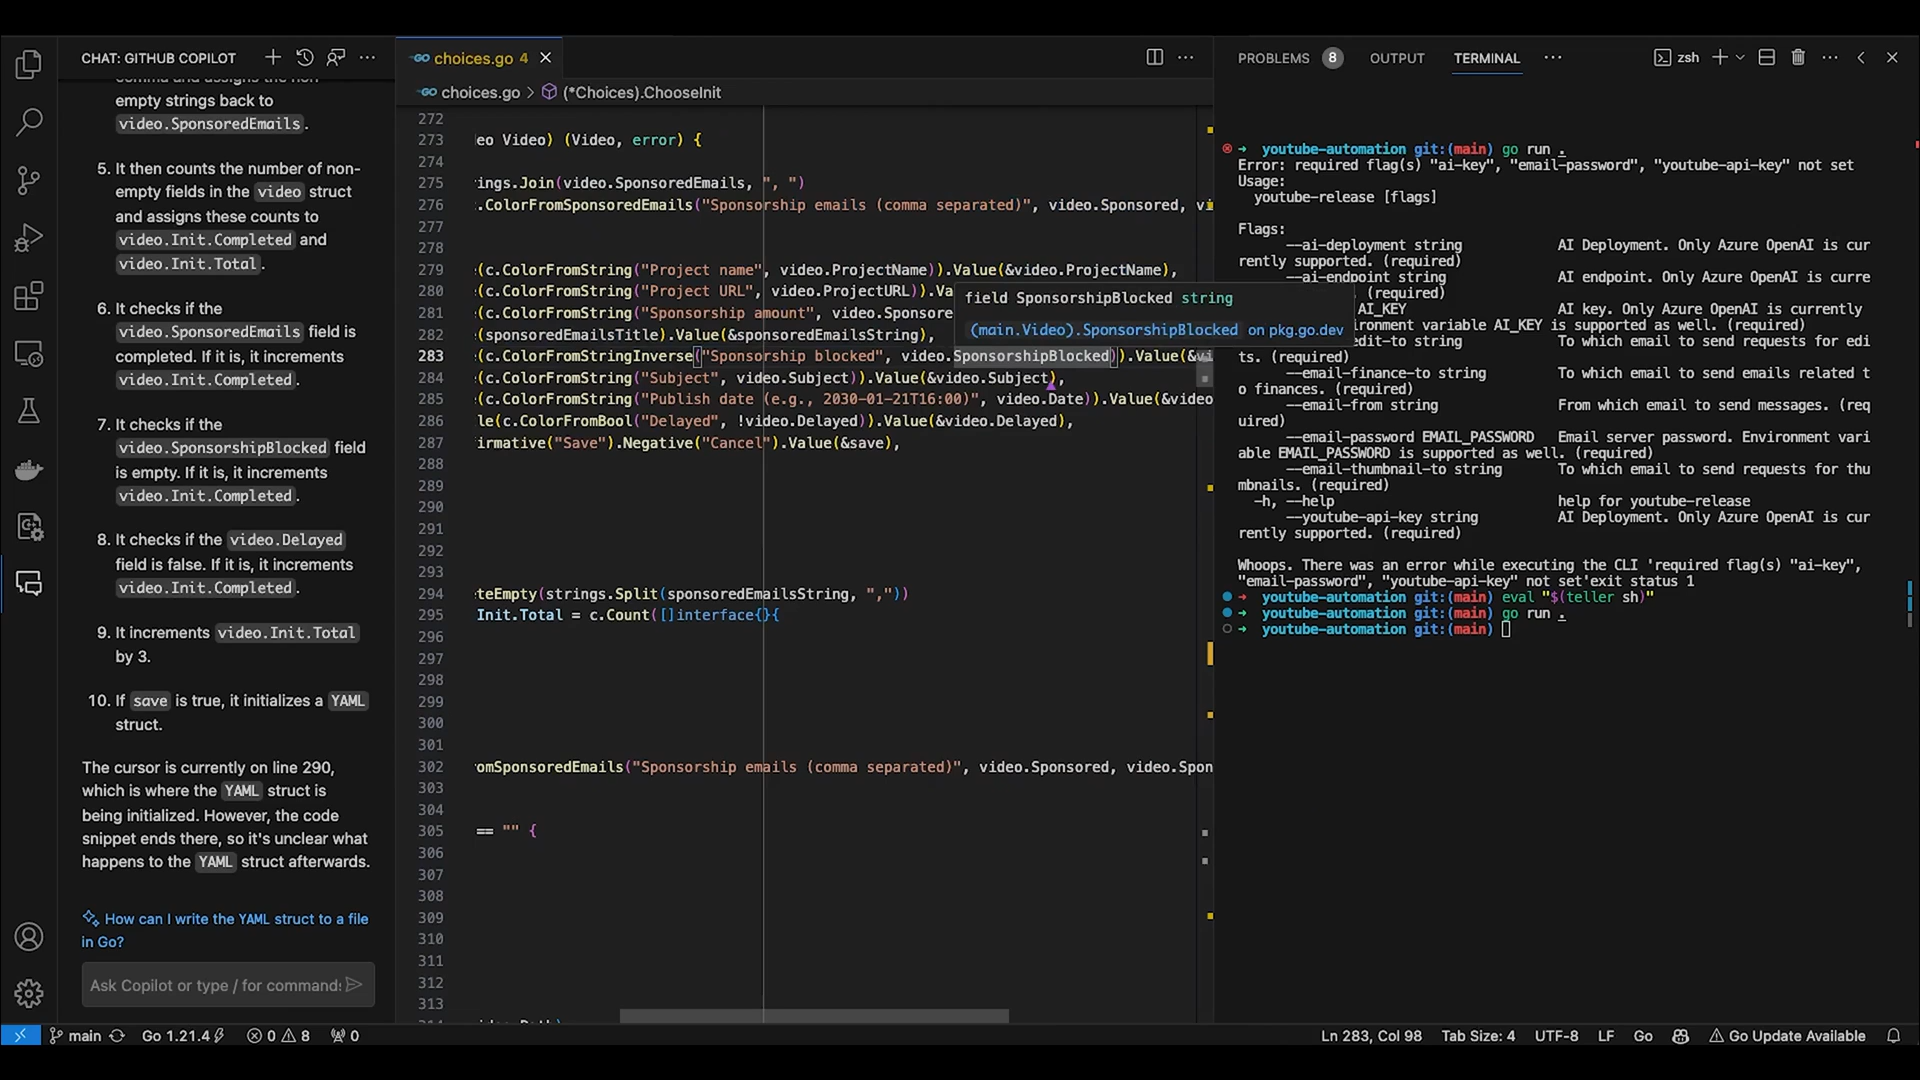 CHAT: GITHUB COPILOT
empty strings back to
video.SponsoredEmails.
5. It then counts the number of non-
empty fields in the video struct
and assigns these counts to
video.Init.Completed and
video.Init.Total.
6. It checks if the
video.SponsoredEmails field is
completed. If it is, it increments
video.Init.Completed.
7. It checks if the
video.SponsorshipBlocked field
is empty. If it is, it increments
video.Init.Completed.
8. It checks if the video.Delayed
field is false. If it is, it increments
video.Init.Completed.
9. It increments video.Init.Total
by 3.
10. If save is true, it initializes a YAML
struct.
The cursor is currently on line 290,
which is where the YAML struct is
being initialized. However, the code
snippet ends there, so it's unclear what
happens to the YAML struct afterwards.
How can I write the YAML struct to a file
in Go?
Ask Copilot or type / for commands
choices.go 4
choices.go > (*Choices).ChooseInit
272
273 eo Video) (Video, error) {
274
275 rings.Join(video.SponsoredEmails, ", ")
276 .ColorFromSponsoredEmails("Sponsorship emails (comma separated)", video.Sponsored, vi
277
278
279 (c.ColorFromString("Project name", video.ProjectName)).Value(&video.ProjectName),
280 (c.ColorFromString("Project URL", video.ProjectURL)).Va
281 (c.ColorFromString("Sponsorship amount", video.Sponsore
282 (sponsoredEmailsTitle).Value(&sponsoredEmailsString),
283 (c.ColorFromStringInverse("Sponsorship blocked", video.SponsorshipBlocked)).Value(&vi
284 (c.ColorFromString("Subject", video.Subject)).Value(&video.Subject),
285 (c.ColorFromString("Publish date (e.g., 2030-01-21T16:00)", video.Date)).Value(&video
286 le(c.ColorFromBool("Delayed", !video.Delayed)).Value(&video.Delayed),
287 irmative("Save").Negative("Cancel").Value(&save),
288
289
290
291
292
293
294 teEmpty(strings.Split(sponsoredEmailsString, ","))
295 Init.Total = c.Count([]interface{}{
296
297
298
299
300
301
302 omSponsoredEmails("Sponsorship emails (comma separated)", video.Sponsored, video.Spon
303
304
305 == "" {
306
307
308
309
310
311
312
313
field SponsorshipBlocked string
(main.Video).SponsorshipBlocked on pkg.go.dev
PROBLEMS 8 OUTPUT TERMINAL zsh
youtube-automation git:(main) go run .
Error: required flag(s) "ai-key", "email-password", "youtube-api-key" not set
Usage:
youtube-release [flags]
Flags:
--ai-deployment string AI Deployment. Only Azure OpenAI is cur
rently supported. (required)
--ai-endpoint string AI endpoint. Only Azure OpenAI is curre
(required)
AI_KEY AI key. Only Azure OpenAI is currently
ironment variable AI_KEY is supported as well. (required)
edit-to string To which email to send requests for edi
ts. (required)
--email-finance-to string To which email to send emails related t
o finances. (required)
--email-from string From which email to send messages. (req
uired)
--email-password EMAIL_PASSWORD Email server password. Environment vari
able EMAIL_PASSWORD is supported as well. (required)
--email-thumbnail-to string To which email to send requests for thu
mbnails. (required)
-h, --help help for youtube-release
--youtube-api-key string AI Deployment. Only Azure OpenAI is cur
rently supported. (required)
Whoops. There was an error while executing the CLI 'required flag(s) "ai-key",
"email-password", "youtube-api-key" not set'exit status 1
youtube-automation git:(main) eval "$(teller sh)"
youtube-automation git:(main) go run .
youtube-automation git:(main)
main Go 1.21.4 0 8 0 Ln 283, Col 98 Tab Size: 4 UTF-8 LF Go Go Update Available